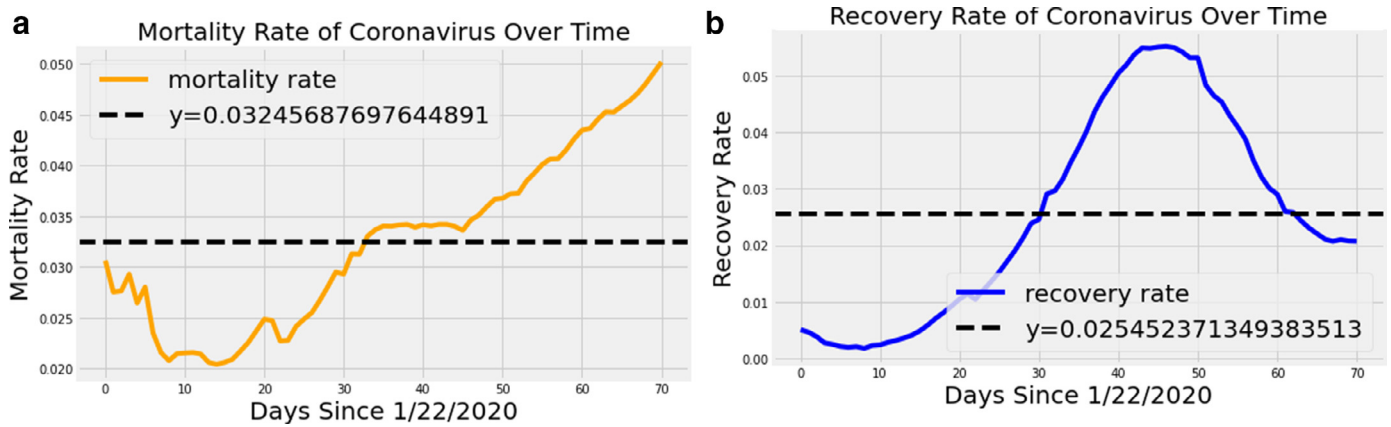 a
Mortality Rate of Coronavirus Over Time
mortality rate
y=0.03245687697644891
Mortality Rate
0.050
0.045
0.040
0.035
0.030
0.025
0.020
0 10 20 30 40 50 60 70
Days Since 1/22/2020
b
Recovery Rate of Coronavirus Over Time
Recovery Rate
0.05
0.04
0.03
0.02
0.01
0.00
recovery rate
y=0.025452371349383513
0 10 20 30 40 50 60 70
Days Since 1/22/2020